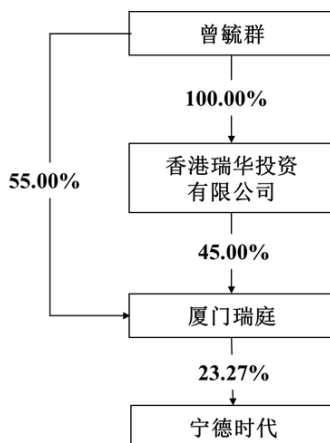 曾毓群
100.00%
香港瑞华投资
有限公司
55.00%
45.00%
厦门瑞庭
23.27%
宁德时代